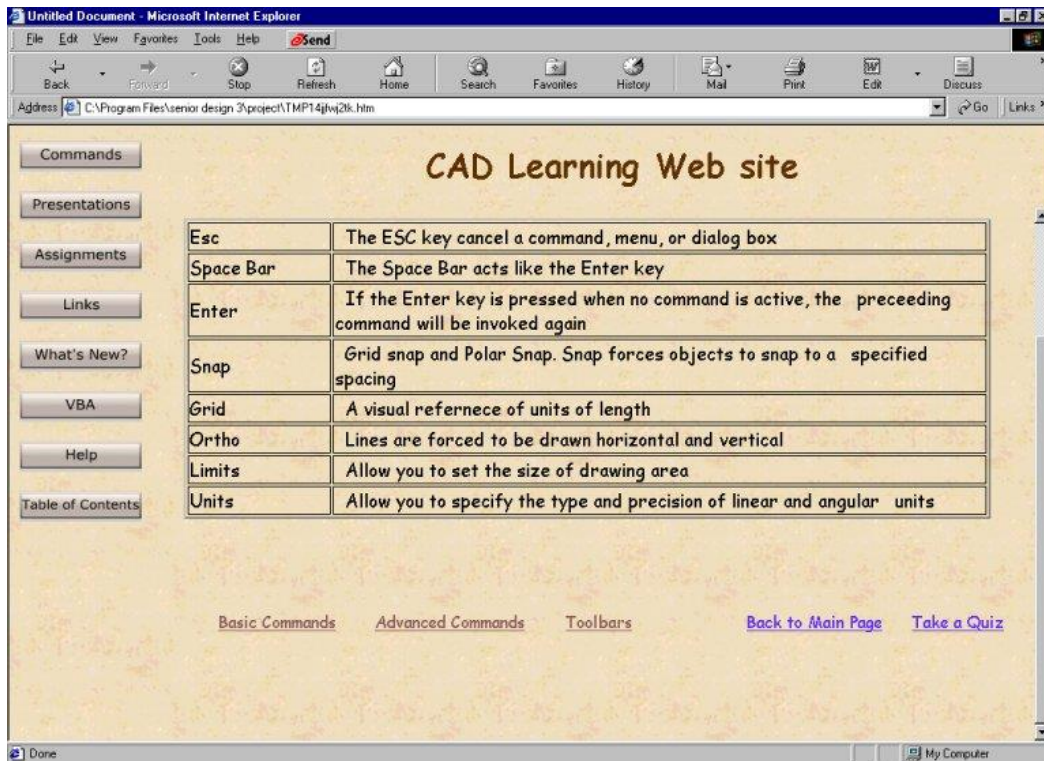 Untitled Document - Microsoft Internet Explorer
File Edit View Favorites Tools Help eSend
Back Forward Stop Refresh Home Search Favorites History Mail Print Edit Discuss
Address C:\Program Files\senior design 3\project\TMP14jfwj2tk.htm Go Links
Commands
CAD Learning Web site
Presentations
Assignments
Links
What's New?
VBA
Help
Table of Contents
Esc The ESC key cancel a command, menu, or dialog box
Space Bar The Space Bar acts like the Enter key
Enter If the Enter key is pressed when no command is active, the preceeding
command will be invoked again
Snap Grid snap and Polar Snap. Snap forces objects to snap to a specified
spacing
Grid A visual refernece of units of length
Ortho Lines are forced to be drawn horizontal and vertical
Limits Allow you to set the size of drawing area
Units Allow you to specify the type and precision of linear and angular units
Basic Commands Advanced Commands Toolbars Back to Main Page Take a Quiz
Done My Computer